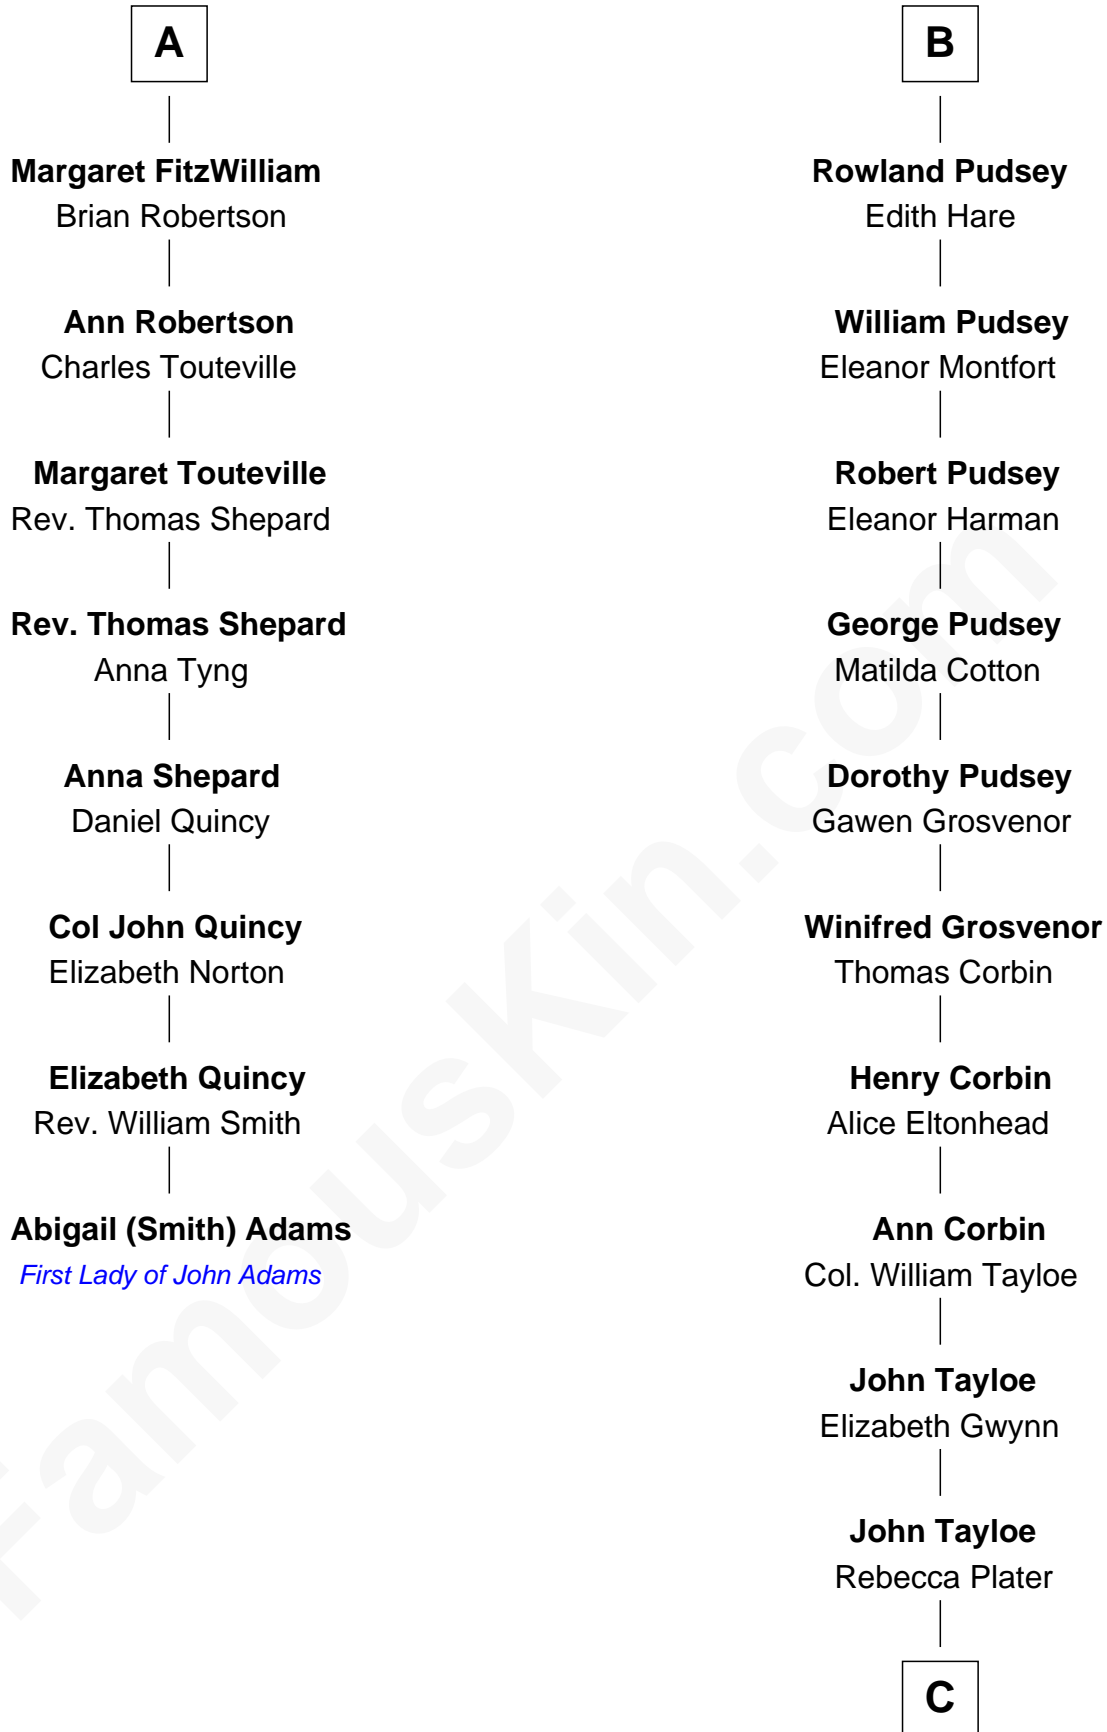 A
Margaret FitzWilliam
Brian Robertson
Ann Robertson
Charles Touteville
Margaret Touteville
Rev. Thomas Shepard
Rev. Thomas Shepard
Anna Tyng
Anna Shepard
Daniel Quincy
Col John Quincy
Elizabeth Norton
Elizabeth Quincy
Rev. William Smith
Abigail (Smith) Adams
First Lady of John Adams
B
Rowland Pudsey
Edith Hare
William Pudsey
Eleanor Montfort
Robert Pudsey
Eleanor Harman
George Pudsey
Matilda Cotton
Dorothy Pudsey
Gawen Grosvenor
Winifred Grosvenor
Thomas Corbin
Henry Corbin
Alice Eltonhead
Ann Corbin
Col. William Tayloe
John Tayloe
Elizabeth Gwynn
John Tayloe
Rebecca Plater
C
FamousKin.com